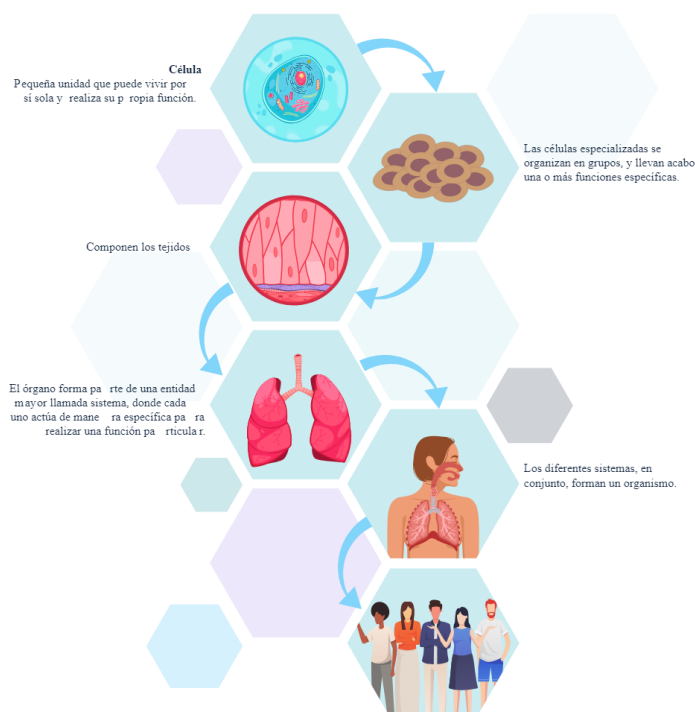 Célula
Pequeña unidad que puede vivir por
sí sola y realiza su p ropia función.
Las células especializadas se
organizan en grupos, y llevan acabo
una o más funciones específicas.
Componen los tejidos
El órgano forma pa rte de una entidad
mayor llamada sistema, donde cada
uno actúa de mane ra específica pa ra
realizar una función pa rticula r.
Los diferentes sistemas, en
conjunto, forman un organismo.